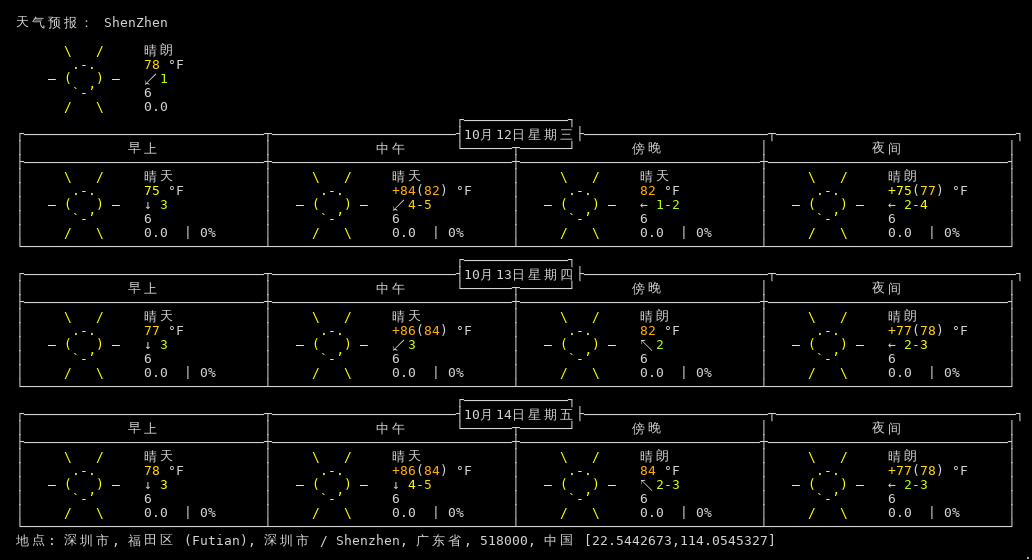 天气预报： ShenZhen
晴朗
78 °F
↙ 1
6
0.0
10月12日星期三
早上 中午 傍晚 夜间
晴天 晴天 晴天 晴朗
75 °F +84(82) °F 82 °F +75(77) °F
↓ 3 ↙ 4-5 ← 1-2 ← 2-4
6 6 6 6
0.0 | 0% 0.0 | 0% 0.0 | 0% 0.0 | 0%
10月13日星期四
早上 中午 傍晚 夜间
晴天 晴天 晴朗 晴朗
77 °F +86(84) °F 82 °F +77(78) °F
↓ 3 ↙ 3 ↖ 2 ← 2-3
6 6 6 6
0.0 | 0% 0.0 | 0% 0.0 | 0% 0.0 | 0%
10月14日星期五
早上 中午 傍晚 夜间
晴天 晴天 晴朗 晴朗
78 °F +86(84) °F 84 °F +77(78) °F
↓ 3 ↓ 4-5 ↖ 2-3 ← 2-3
6 6 6 6
0.0 | 0% 0.0 | 0% 0.0 | 0% 0.0 | 0%
地点: 深圳市, 福田区 (Futian), 深圳市 / Shenzhen, 广东省, 518000, 中国 [22.5442673,114.0545327]